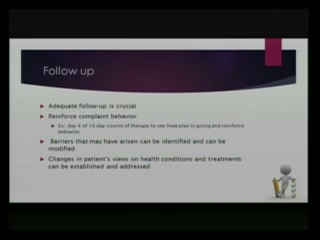 Follow up
Adequate follow-up is crucial
Reinforce complaint behavior
Ex: day 4 of 10 day course of therapy to see how plan is going and reinforce
behavior
Barriers that may have arisen can be identified and can be
modified
Changes in patient's views on health conditions and treatments
can be established and addressed